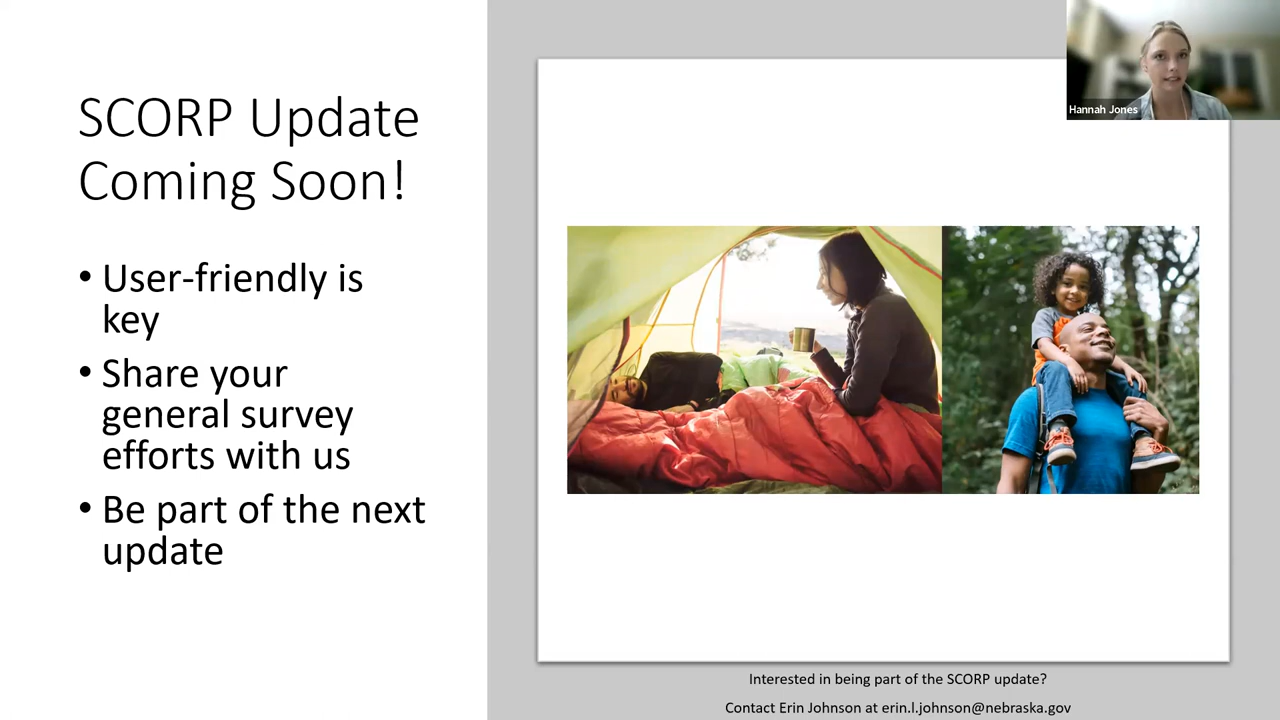 SCORP Update
Coming Soon!
• User-friendly is
key
• Share your
general survey
efforts with us
• Be part of the next
update
Hannah Jones
Interested in being part of the SCORP update?
Contact Erin Johnson at erin.l.johnson@nebraska.gov